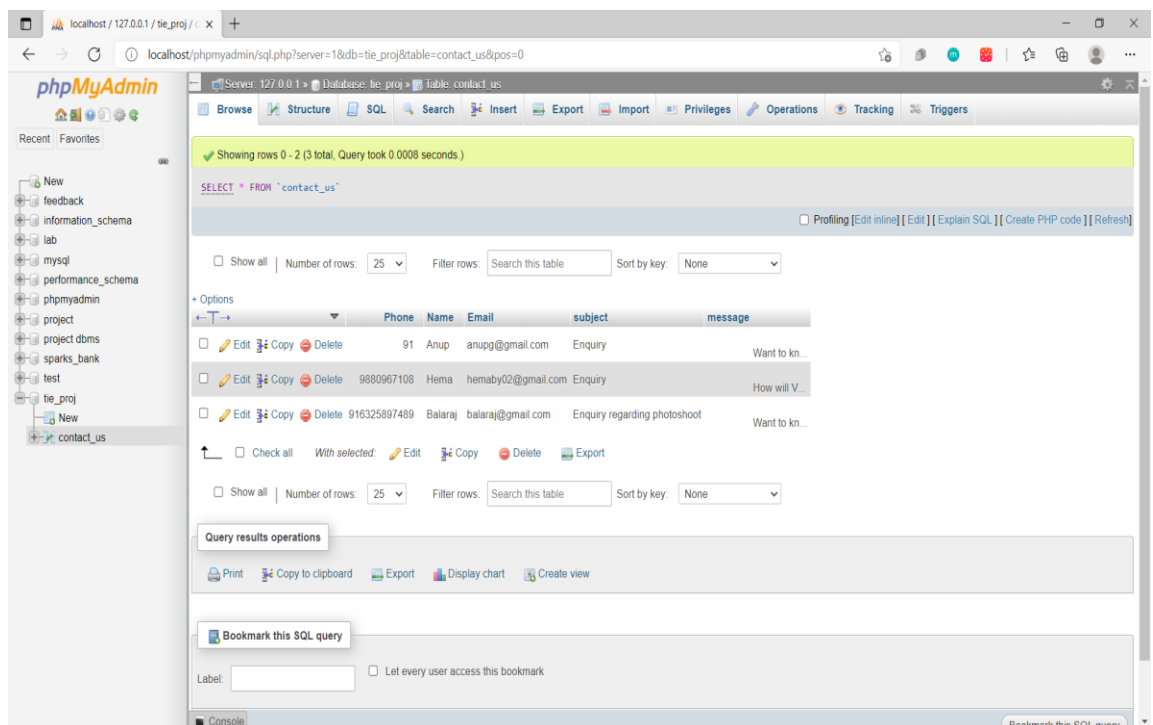 localhost / 127.0.0.1 / tie_proj /
localhost/phpmyadmin/sql.php?server=1&db=tie_proj&table=contact_us&pos=0
phpMyAdmin
Recent Favorites
New
feedback
information_schema
lab
mysql
performance_schema
phpmyadmin
project
project dbms
sparks_bank
test
tie_proj
New
contact_us
Server: 127.0.0.1 » Database: tie_proj » Table: contact_us
Browse Structure SQL Search Insert Export Import Privileges Operations Tracking Triggers
Showing rows 0 - 2 (3 total, Query took 0.0008 seconds.)
SELECT * FROM `contact_us`
Profiling [Edit inline] [ Edit ] [ Explain SQL ] [ Create PHP code ] [ Refresh]
Show all | Number of rows: 25 Filter rows: Search this table Sort by key: None
+ Options
←T→ Phone Name Email subject message
Edit Copy Delete 91 Anup anupg@gmail.com Enquiry Want to kn...
Edit Copy Delete 9880967108 Hema hemaby02@gmail.com Enquiry How will V...
Edit Copy Delete 916325897489 Balaraj balaraj@gmail.com Enquiry regarding photoshoot Want to kn...
Check all With selected: Edit Copy Delete Export
Show all | Number of rows: 25 Filter rows: Search this table Sort by key: None
Query results operations
Print Copy to clipboard Export Display chart Create view
Bookmark this SQL query
Label: Let every user access this bookmark
Console Bookmark this SQL query